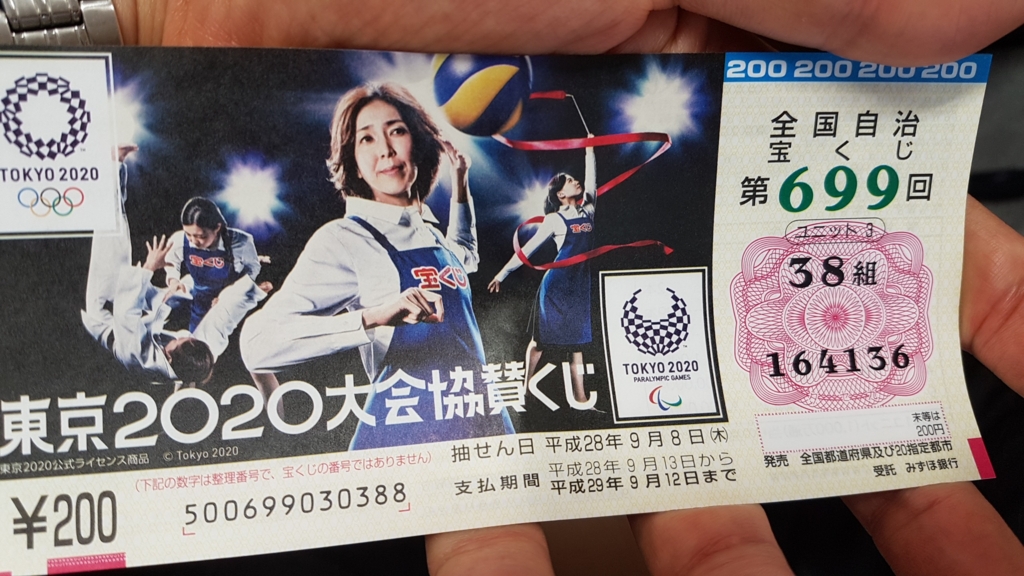 TOKYO 2020
200 200 200 200
全国自治
宝くじ
第699回
ユニット3
38組
164136
宝くじ
宝くじ
宝くじ
TOKYO 2020
PARALYMPIC GAMES
東京2020大会協賛くじ
東京2020公式ライセンス商品 © Tokyo 2020
(下記の数字は整理番号で、宝くじの番号ではありません)
¥200
500699030388
抽せん日 平成28年9月8日(木)
支払期間 平成28年9月13日から
平成29年9月12日まで
末等は
200円
発売 全国都道府県及び20指定都市
受託 みずほ銀行